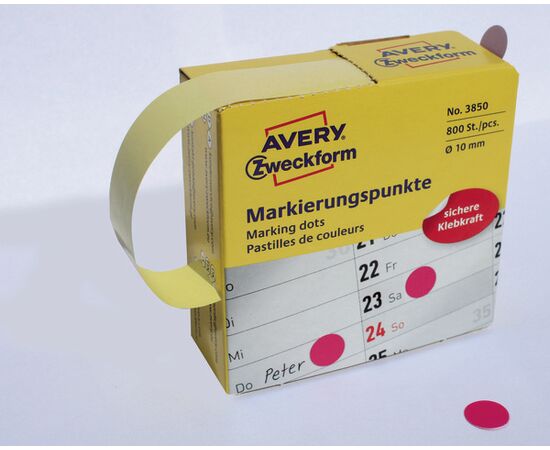 AVERY
Zweckform
No. 3850
800 St./pcs.
Ø 10 mm
AVERY
Zweckform
Markierungspunkte
Marking dots
Pastilles de couleurs
sichere
Klebkraft
22 Fr
23 Sa
24 So
35
Di
Mi
Do Peter